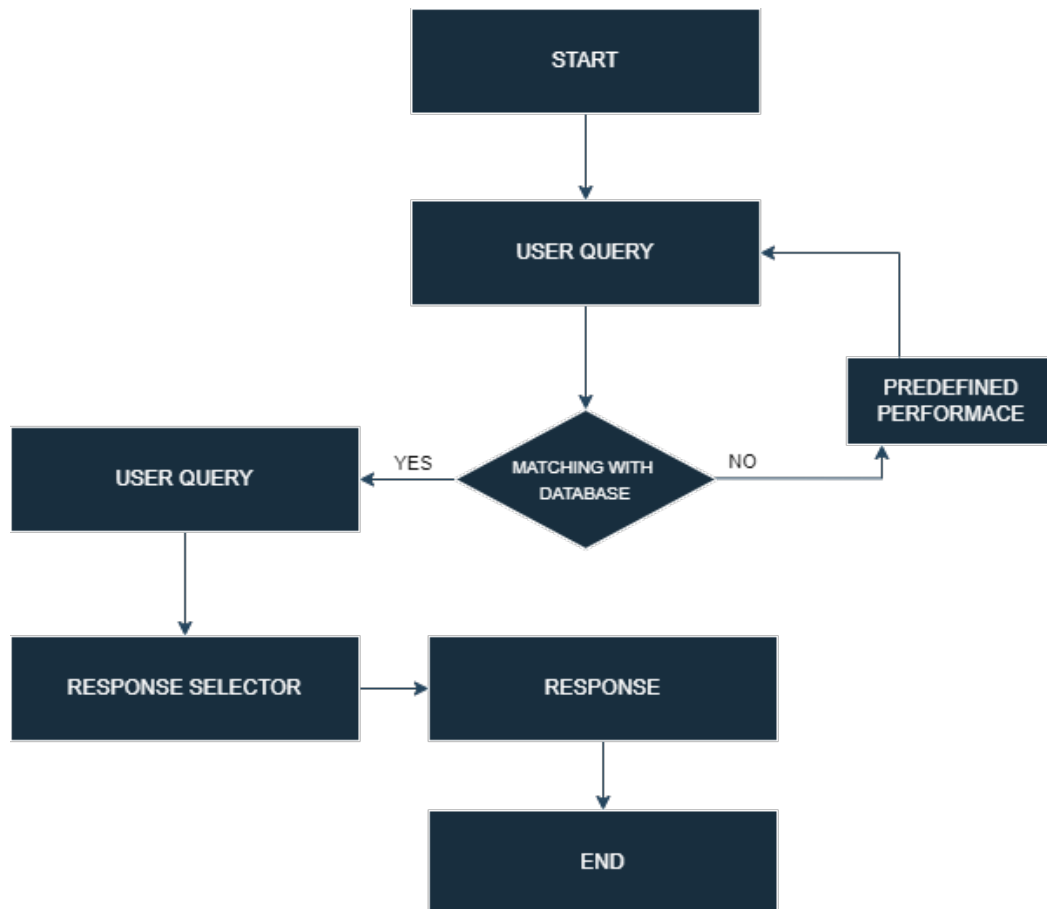 START
USER QUERY
PREDEFINED
PERFORMACE
USER QUERY
YES
MATCHING WITH
DATABASE
NO
RESPONSE SELECTOR
RESPONSE
END